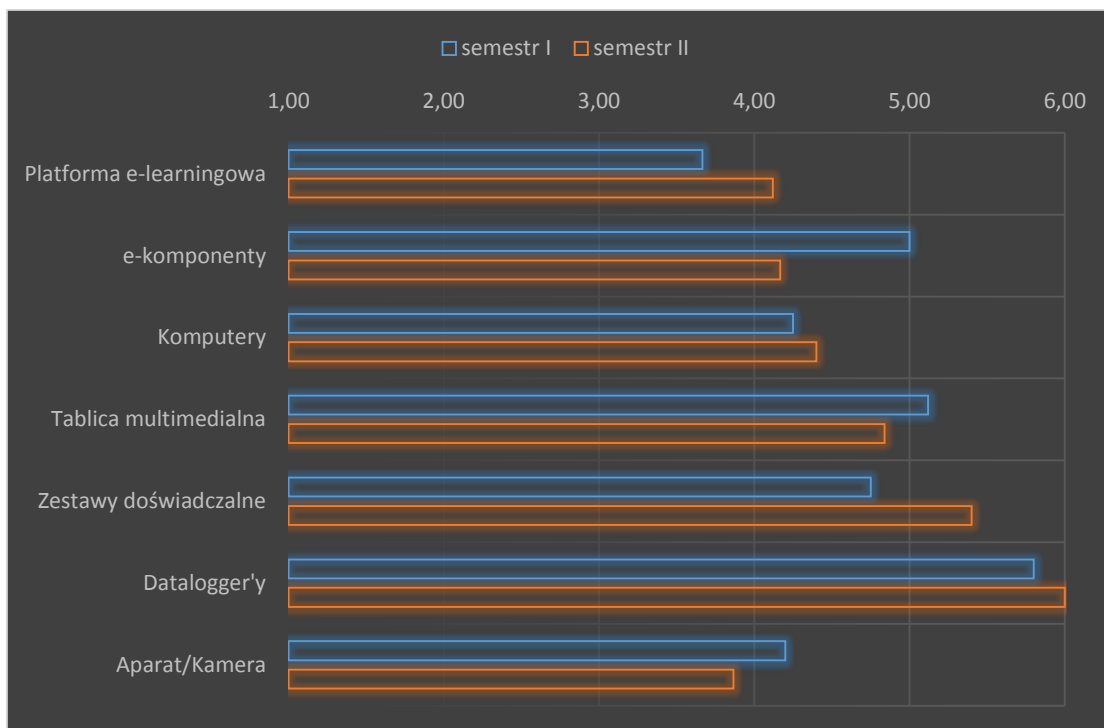 semestr I semestr II
1,00 2,00 3,00 4,00 5,00 6,00
Platforma e-learningowa
e-komponenty
Komputery
Tablica multimedialna
Zestawy doświadczalne
Datalogger'y
Aparat/Kamera